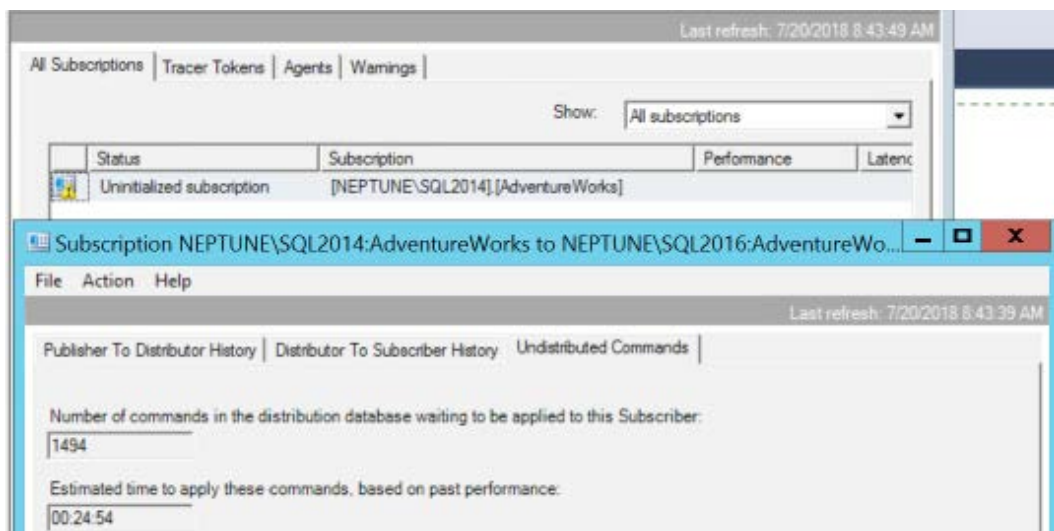 Last refresh: 7/20/2018 8:43:49 AM
All Subscriptions Tracer Tokens Agents Warnings
Show: All subscriptions
Status Subscription Performance Latenc
Uninitialized subscription [NEPTUNE\SQL2014].[AdventureWorks]
Subscription NEPTUNE\SQL2014:AdventureWorks to NEPTUNE\SQL2016:AdventureWo...
File Action Help
Last refresh: 7/20/2018 8:43:39 AM
Publisher To Distributor History Distributor To Subscriber History Undistributed Commands
Number of commands in the distribution database waiting to be applied to this Subscriber:
1494
Estimated time to apply these commands, based on past performance:
00:24:54